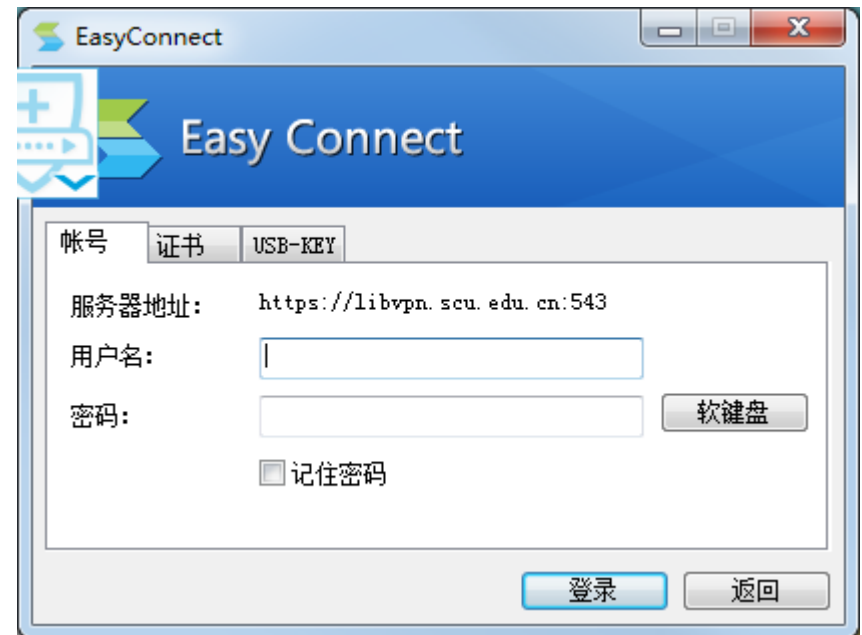 EasyConnect
Easy Connect
帐号 证书 USB-KEY
服务器地址: https://libvpn.scu.edu.cn:543
用户名:
密码: 软键盘
记住密码
登录 返回